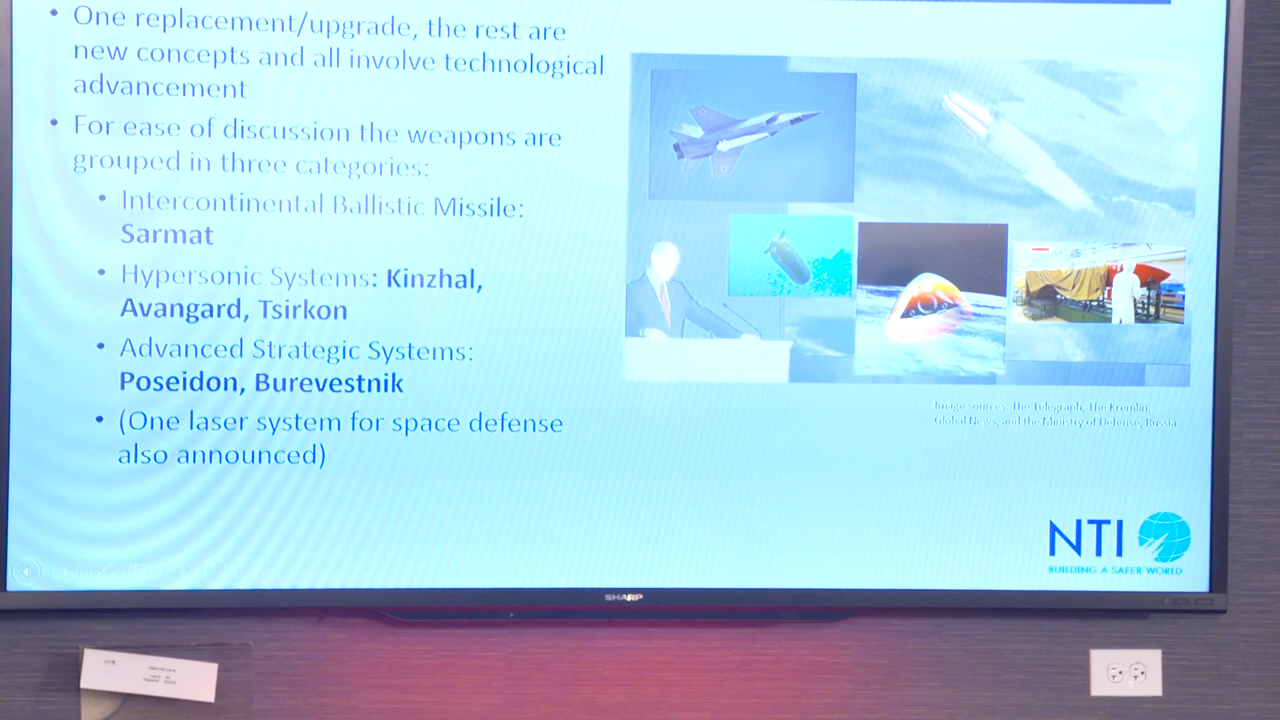 • One replacement/upgrade, the rest are
new concepts and all involve technological
advancement
• For ease of discussion the weapons are
grouped in three categories:
• Intercontinental Ballistic Missile:
Sarmat
• Hypersonic Systems: Kinzhal,
Avangard, Tsirkon
• Advanced Strategic Systems:
Poseidon, Burevestnik
• (One laser system for space defense
also announced)
Image sources: The Telegraph, The Kremlin,
Global News, and the Ministry of Defense, Russia.
NTI
BUILDING A SAFER WORLD
SHARP